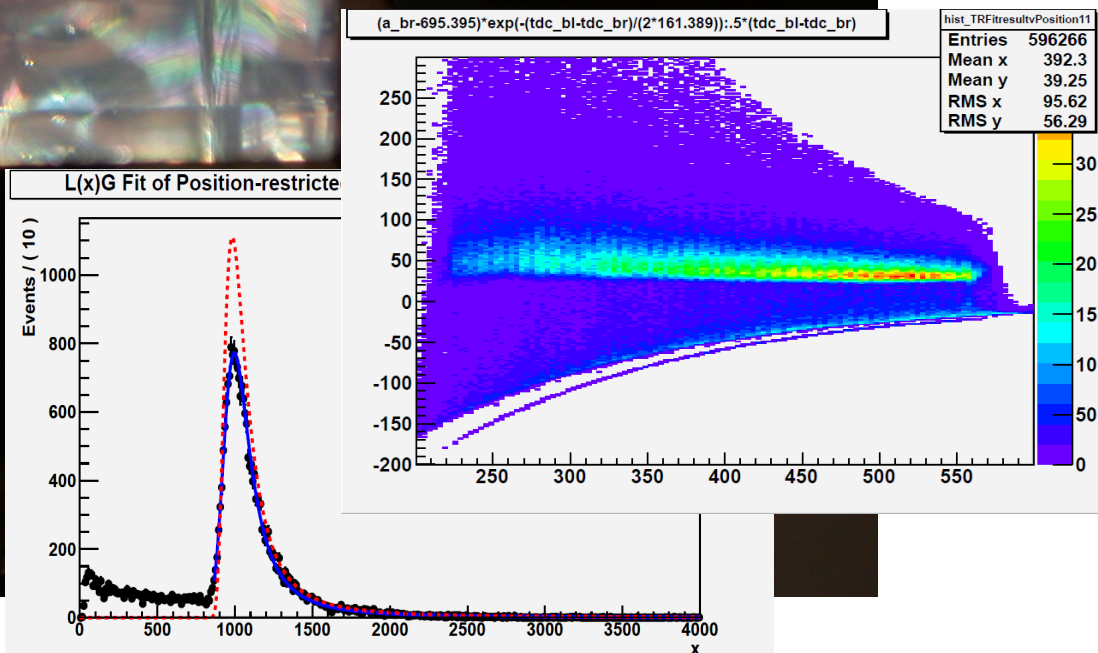 (a_br-695.395)*exp(-(tdc_bl-tdc_br)/(2*161.389)):.5*(tdc_bl-tdc_br)
hist_TRFitresultvPosition11
Entries 596266
Mean x 392.3
Mean y 39.25
RMS x 95.62
RMS y 56.29
250
200
150
100
50
0
-50
-100
-150
-200
250 300 350 400 450 500 550
30
25
20
15
10
50
0
L(x)G Fit of Position-restricte
Events / ( 10 )
1000
800
600
400
200
0
0 500 1000 1500 2000 2500 3000 3500 4000
x